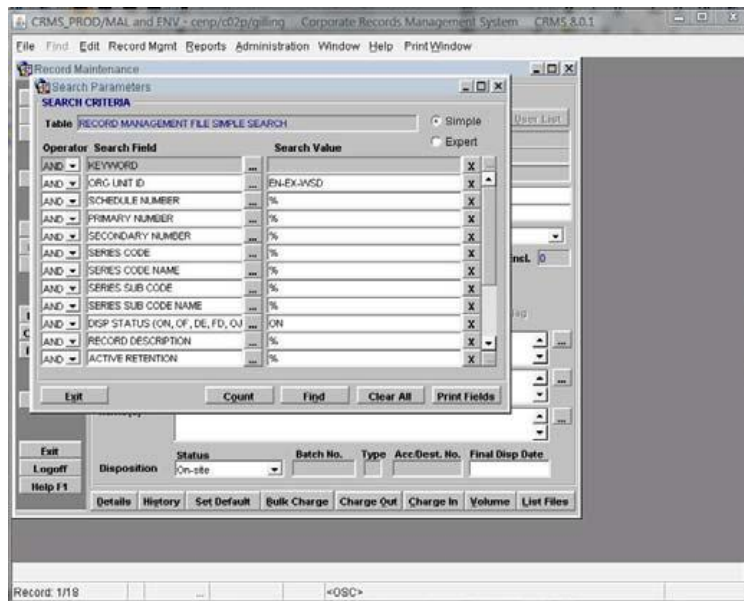 CRMS_PROD/MAL and ENV - cenp/c02p/gilling Corporate Records Management System CRMS 8.0.1
File Find Edit Record Mgmt Reports Administration Window Help Print Window
Record Maintenance
Search Parameters
SEARCH CRITERIA
Table RECORD MANAGEMENT FILE SIMPLE SEARCH Simple
Expert
User List
Operator Search Field Search Value
AND KEYWORD ... X ...
AND ORG UNIT ID ... EN-EX-WSD X
AND SCHEDULE NUMBER ... % X
AND PRIMARY NUMBER ... % X
AND SECONDARY NUMBER ... % X
AND SERIES CODE ... % X
AND SERIES CODE NAME ... % X
AND SERIES SUB CODE ... % X
AND SERIES SUB CODE NAME ... % X
AND DISP STATUS (ON, OF, DE, FD, OJ ... ON X
AND RECORD DESCRIPTION ... % X
AND ACTIVE RETENTION ... % X ...
Incl. 0
Exit Count Find Clear All Print Fields
Exit
Logoff
Help F1
Status Batch No. Type Acc/Dest. No. Final Disp Date
Disposition On-site
Details History Set Default Bulk Charge Charge Out Charge In Volume List Files
Record: 1/18 ... <OSC>